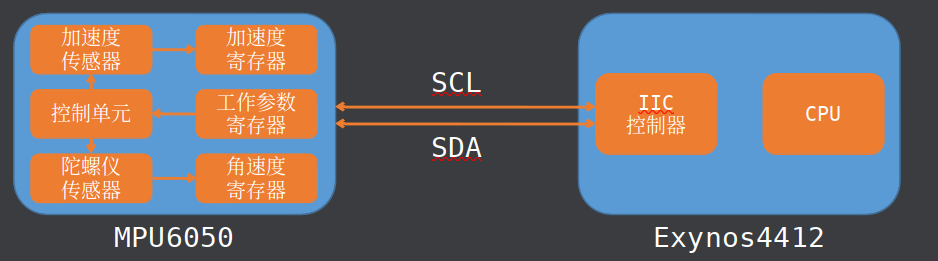 加速度
传感器
加速度
寄存器
控制单元
工作参数
寄存器
陀螺仪
传感器
角速度
寄存器
MPU6050
SCL
SDA
IIC
控制器
CPU
Exynos4412